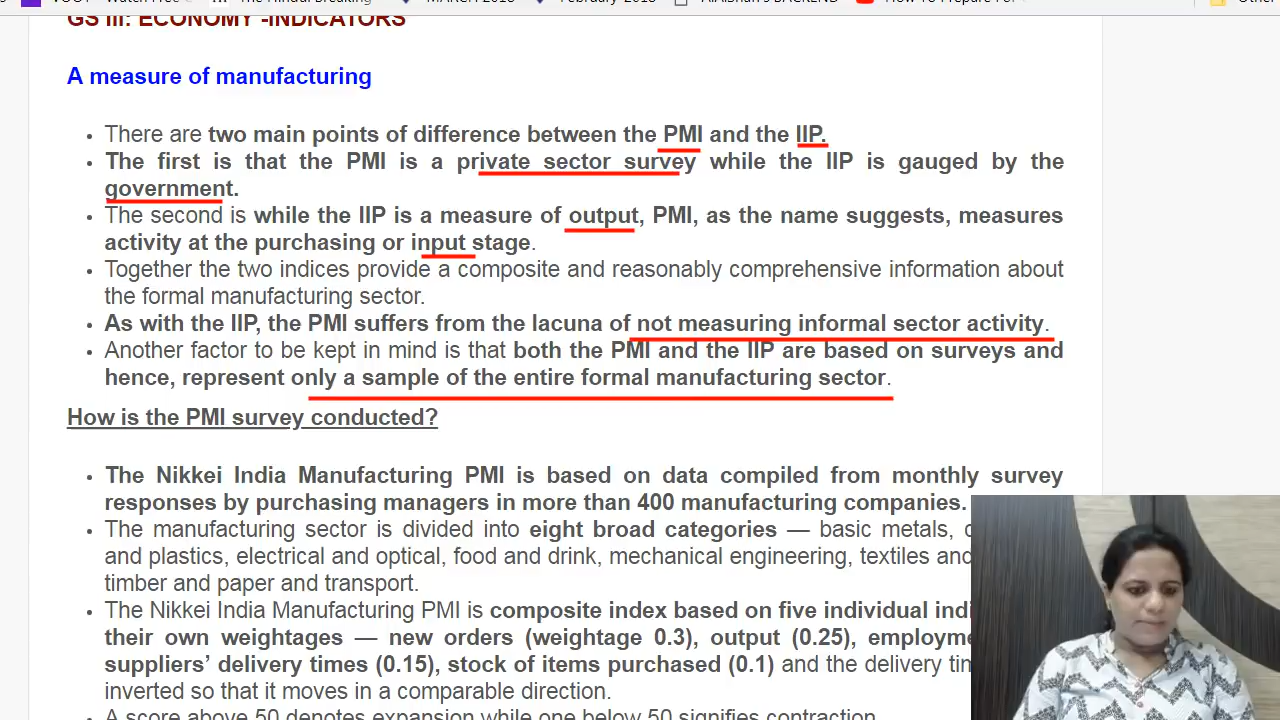 MARCH 2018 February-2018
GS III: ECONOMY -INDICATORS
A measure of manufacturing
• There are two main points of difference between the PMI and the IIP.
• The first is that the PMI is a private sector survey while the IIP is gauged by the
government.
• The second is while the IIP is a measure of output, PMI, as the name suggests, measures
activity at the purchasing or input stage.
• Together the two indices provide a composite and reasonably comprehensive information about
the formal manufacturing sector.
• As with the IIP, the PMI suffers from the lacuna of not measuring informal sector activity.
• Another factor to be kept in mind is that both the PMI and the IIP are based on surveys and
hence, represent only a sample of the entire formal manufacturing sector.
How is the PMI survey conducted?
• The Nikkei India Manufacturing PMI is based on data compiled from monthly survey
responses by purchasing managers in more than 400 manufacturing companies.
• The manufacturing sector is divided into eight broad categories — basic metals,
and plastics, electrical and optical, food and drink, mechanical engineering, textiles and
timber and paper and transport.
• The Nikkei India Manufacturing PMI is composite index based on five individual
their own weightages — new orders (weightage 0.3), output (0.25),
suppliers' delivery times (0.15), stock of items purchased (0.1) and the delivery
inverted so that it moves in a comparable direction.
• A score above 50 denotes expansion while one below 50 signifies contraction.